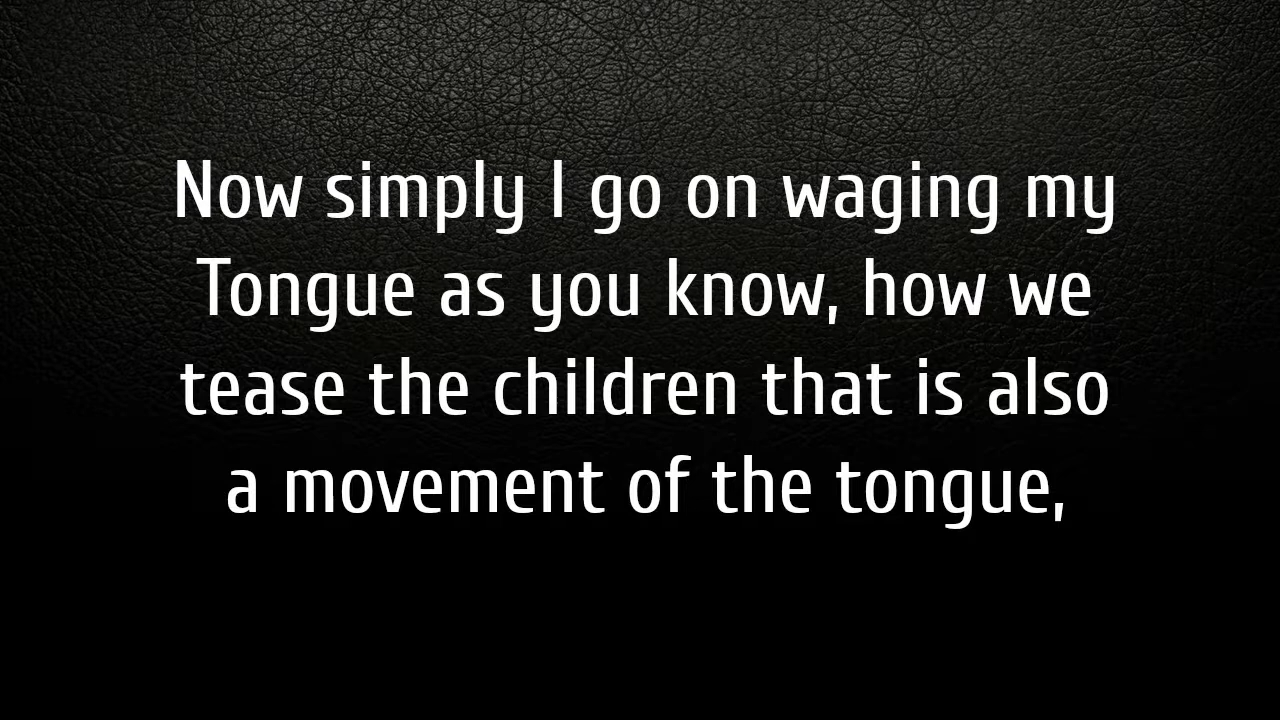 Now simply I go on waging my
Tongue as you know, how we
tease the children that is also
a movement of the tongue,